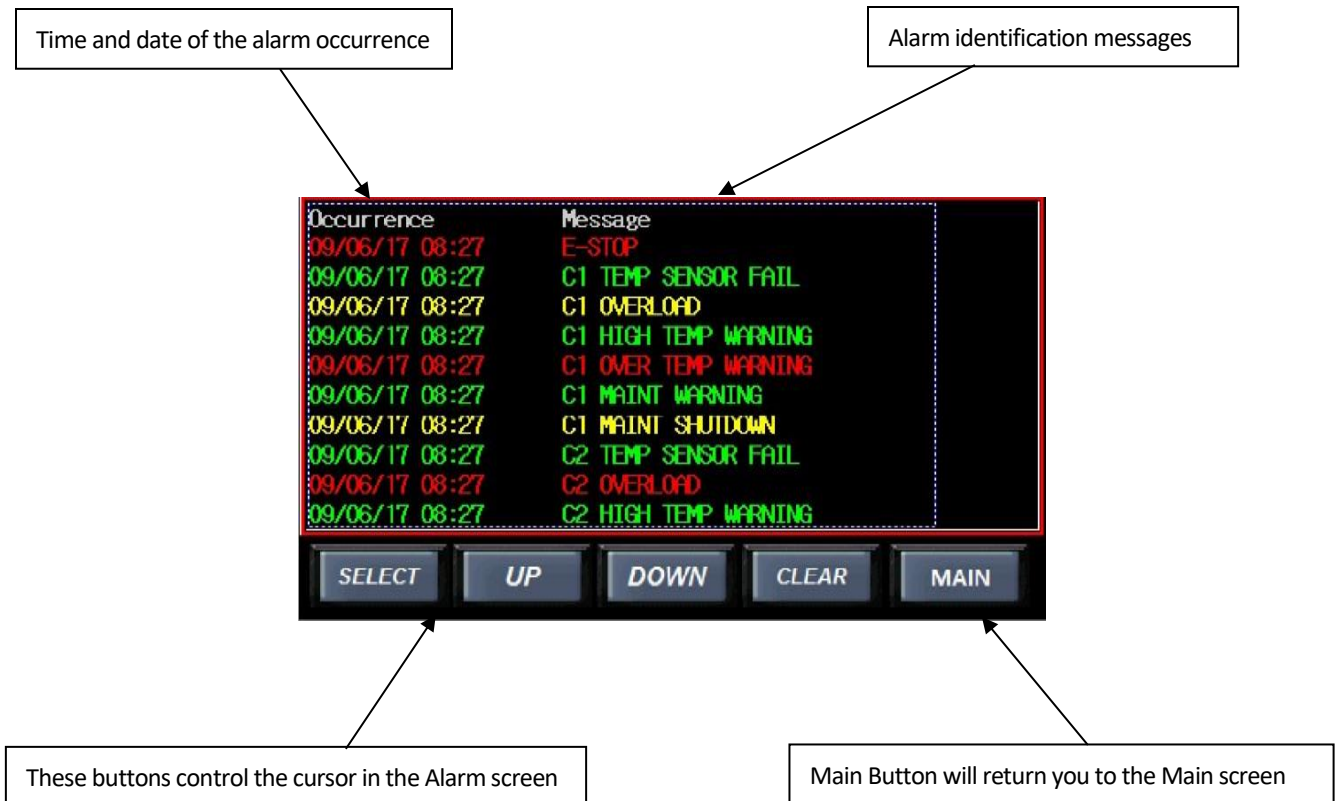 Time and date of the alarm occurrence
Alarm identification messages
Occurrence Message
09/06/17 08:27 E-STOP
09/06/17 08:27 C1 TEMP SENSOR FAIL
09/06/17 08:27 C1 OVERLOAD
09/06/17 08:27 C1 HIGH TEMP WARNING
09/06/17 08:27 C1 OVER TEMP WARNING
09/06/17 08:27 C1 MAINT WARNING
09/06/17 08:27 C1 MAINT SHUTDOWN
09/06/17 08:27 C2 TEMP SENSOR FAIL
09/06/17 08:27 C2 OVERLOAD
09/06/17 08:27 C2 HIGH TEMP WARNING
SELECT UP DOWN CLEAR MAIN
These buttons control the cursor in the Alarm screen
Main Button will return you to the Main screen